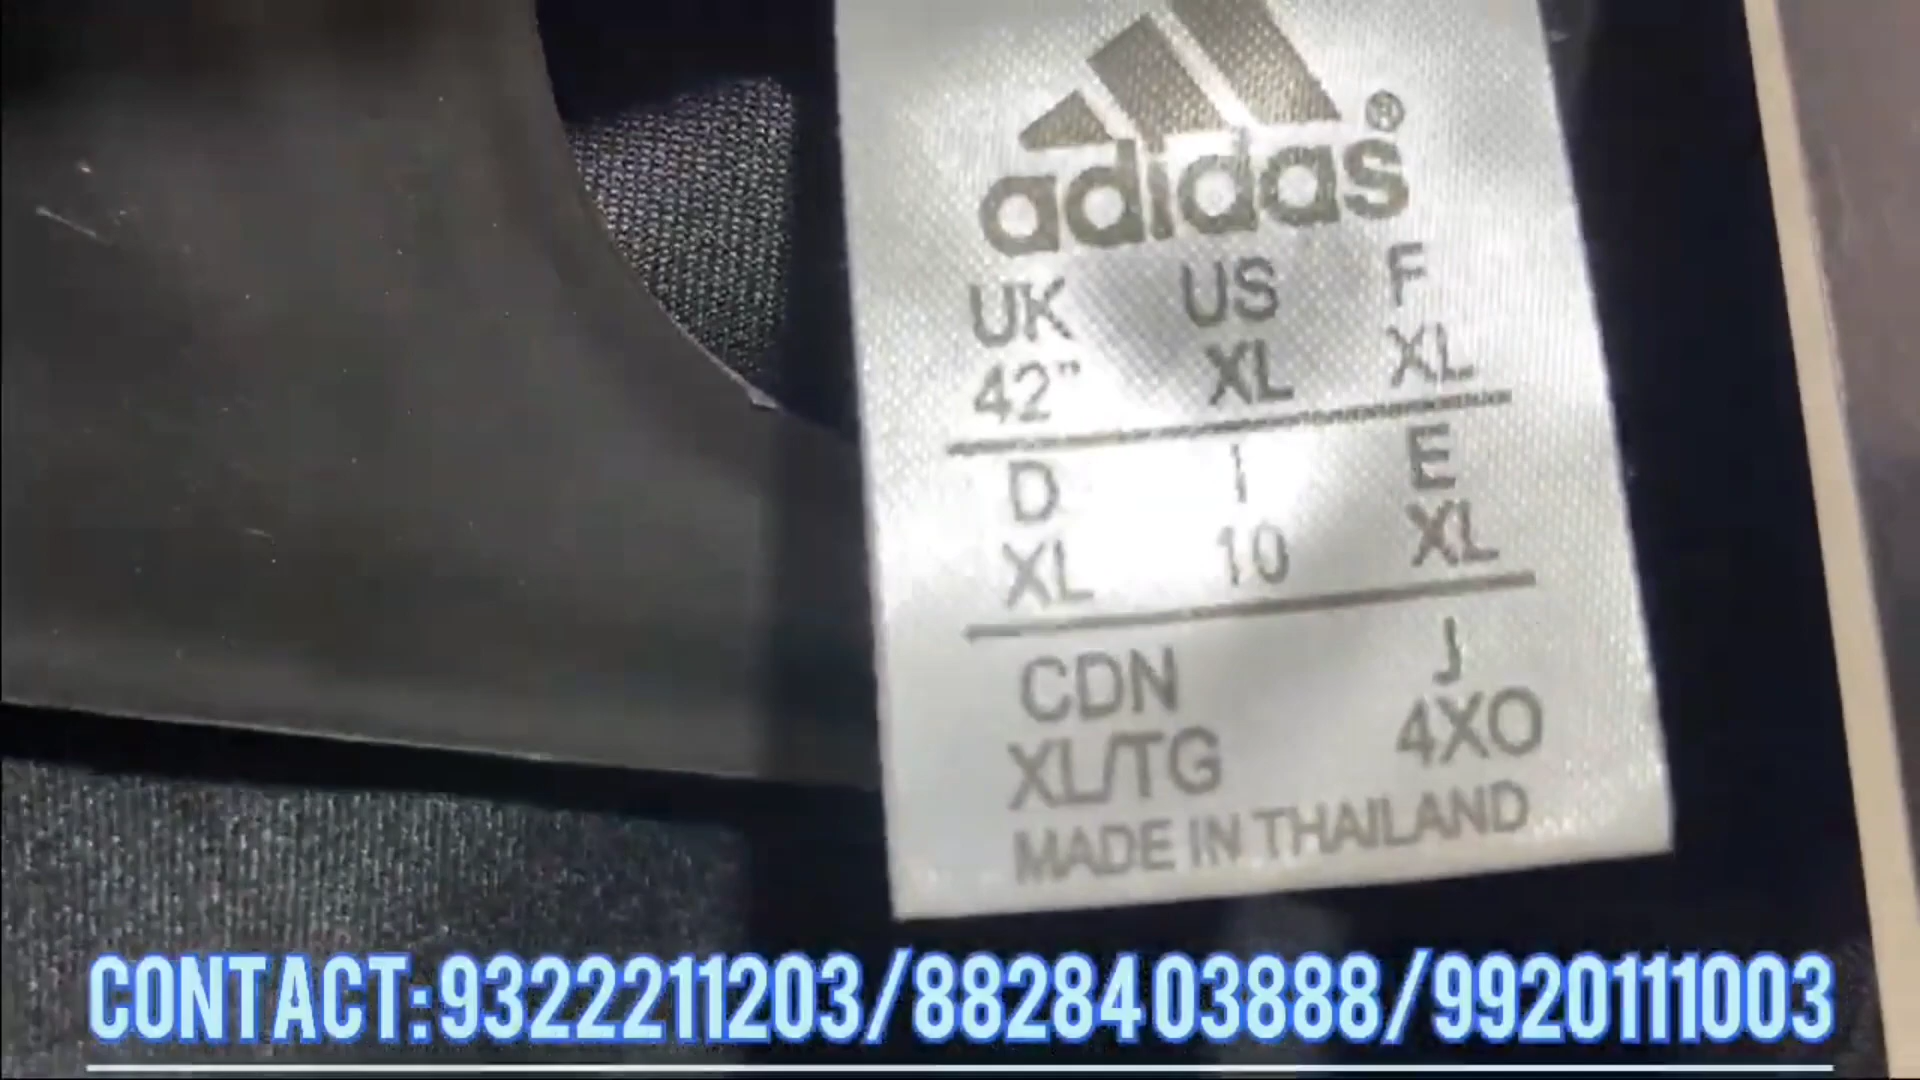 adidas®
UK US F
42" XL XL
D I E
XL 10 XL
CDN J
XL/TG 4XO
MADE IN THAILAND
CONTACT:9322211203/8828403888/9920111003